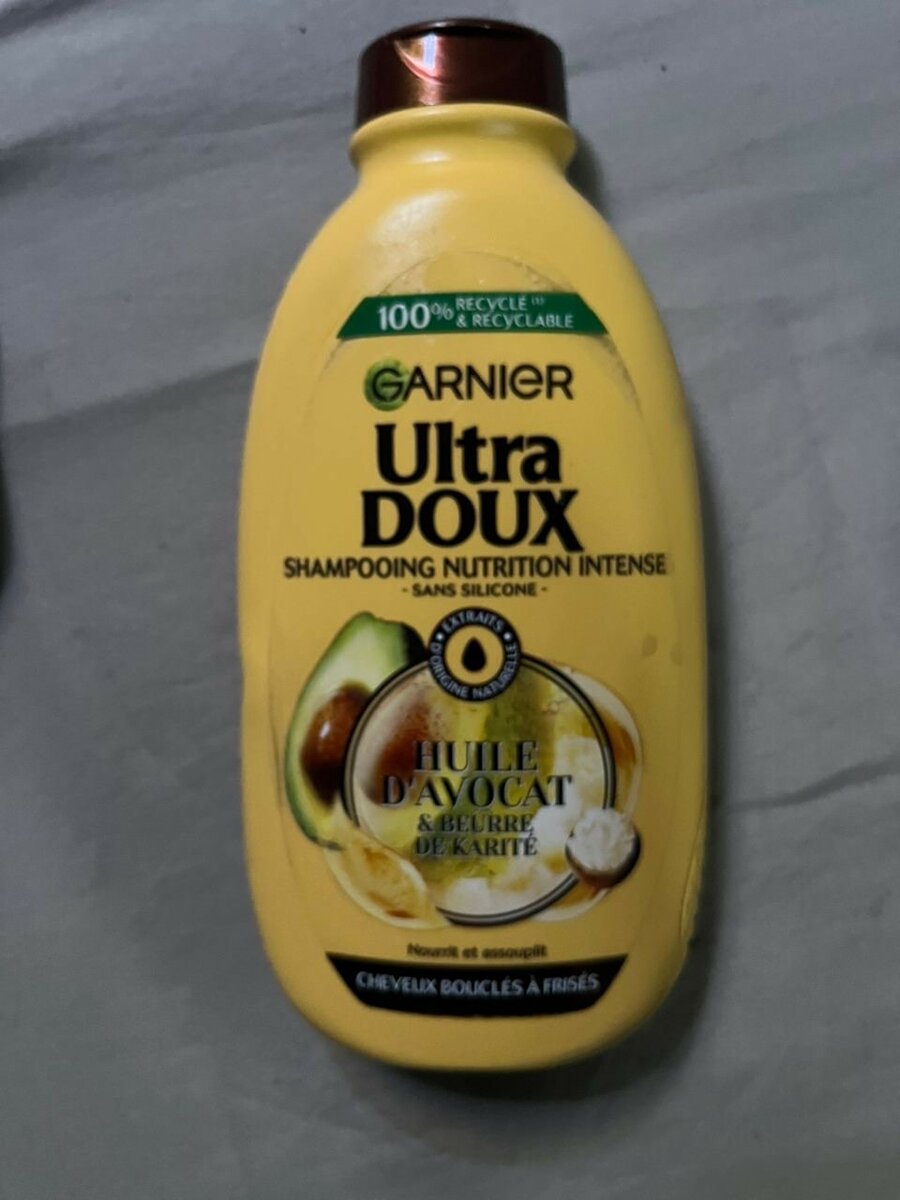 100% RECYCLÉ (1)
& RECYCLABLE
GARNIER
Ultra
DOUX
SHAMPOOING NUTRITION INTENSE
- SANS SILICONE -
• EXTRAITS •
D'ORIGINE NATURELLE
HUILE
D'AVOCAT
& BEURRE
DE KARITÉ
Nourrit et assouplit
CHEVEUX BOUCLÉS À FRISÉS